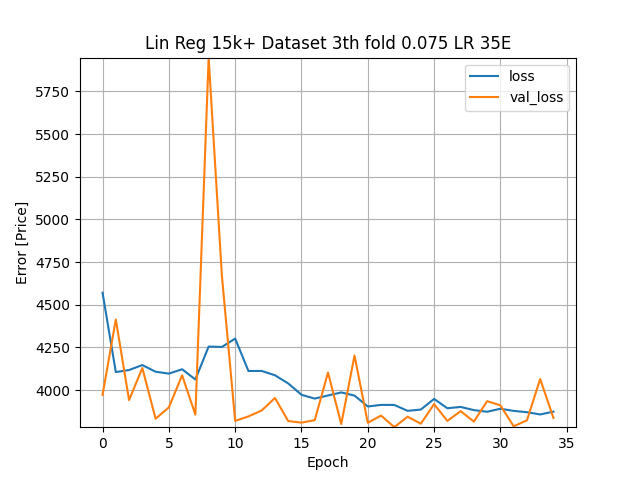 Lin Reg 15k+ Dataset 3th fold 0.075 LR 35E
loss
val_loss
Error [Price]
5750
5500
5250
5000
4750
4500
4250
4000
0 5 10 15 20 25 30 35
Epoch